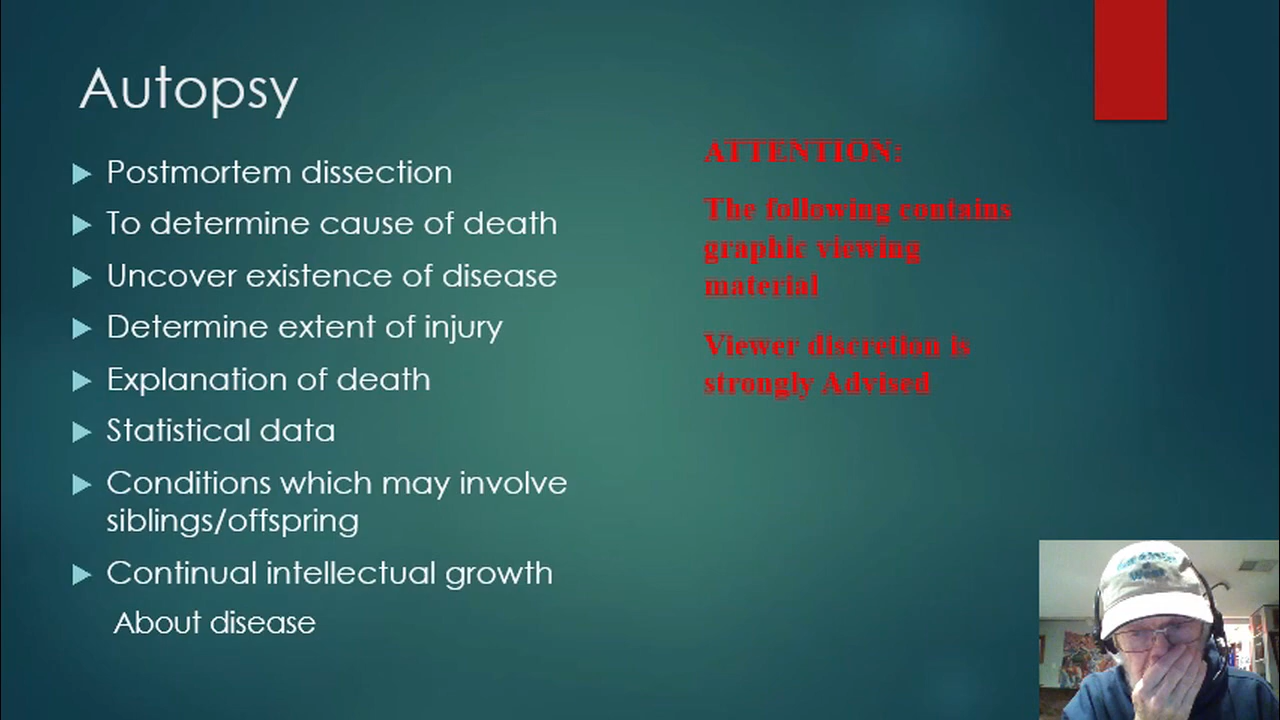 Autopsy
Postmortem dissection
To determine cause of death
Uncover existence of disease
Determine extent of injury
Explanation of death
Statistical data
Conditions which may involve
siblings/offspring
Continual intellectual growth
About disease
ATTENTION:
The following contains
graphic viewing
material
Viewer discretion is
strongly Advised